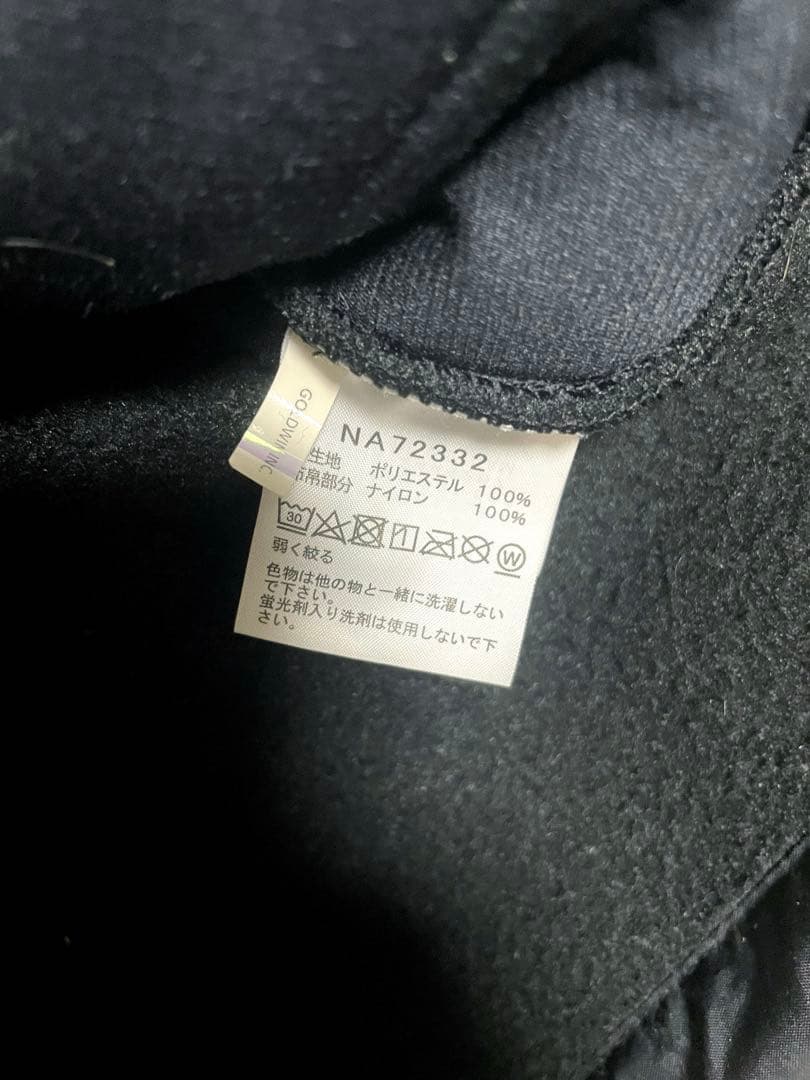 GOLDWIN INC
NA72332
生地 ポリエステル 100%
帛部分 ナイロン 100%
30
W
弱く絞る
色物は他の物と一緒に洗濯しない
で下さい。
蛍光剤入り洗剤は使用しないで下
さい。